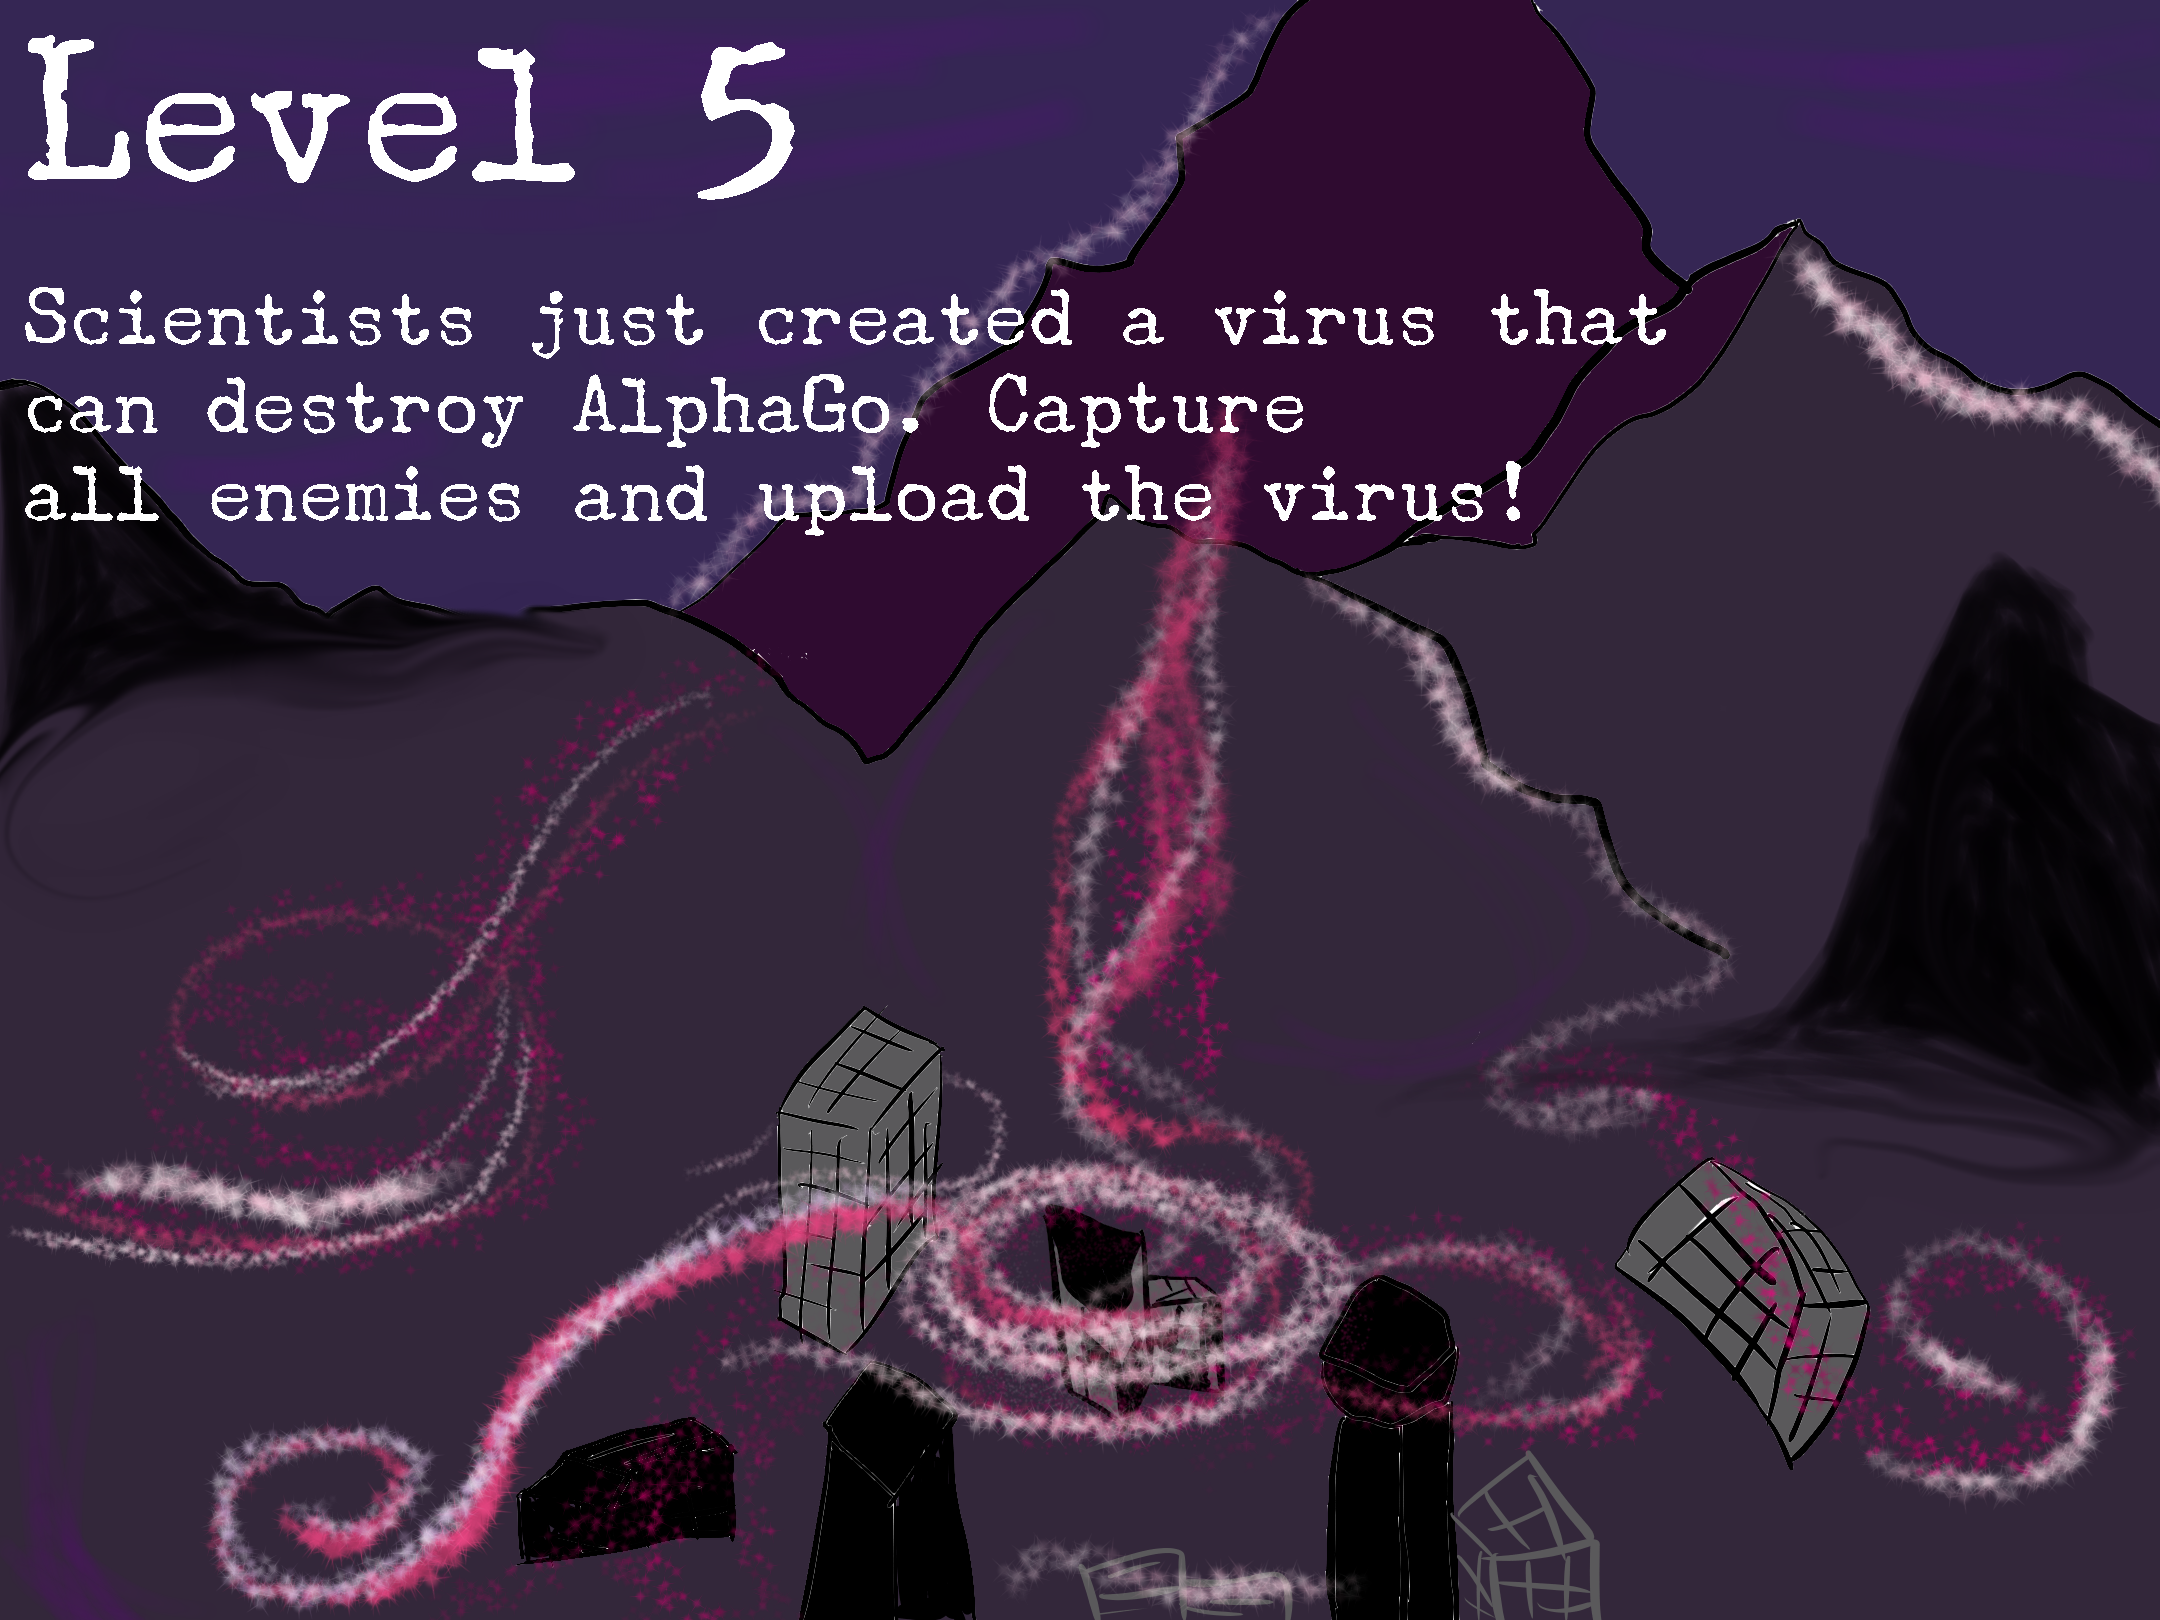 Level 5
Scientists just created a virus that
can destroy AlphaGo. Capture
all enemies and upload the virus!